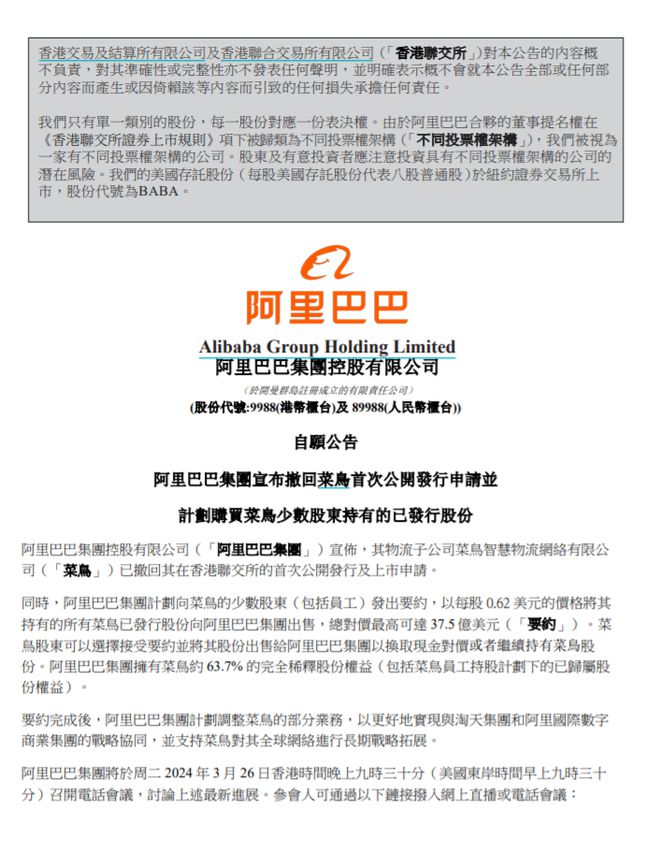 香港交易及結算所有限公司及香港聯合交易所有限公司（「香港聯交所」）對本公告的內容概
不負責，對其準確性或完整性亦不發表任何聲明，並明確表示概不會就本公告全部或任何部
分內容而產生或因倚賴該等內容而引致的任何損失承擔任何責任。
我們只有單一類別的股份，每一股份對應一份表決權。由於阿里巴巴合夥的董事提名權在
《香港聯交所證券上市規則》項下被歸類為不同投票權架構（「不同投票權架構」），我們被視為
一家有不同投票權架構的公司。股東及有意投資者應注意投資具有不同投票權架構的公司的
潛在風險。我們的美國存託股份（每股美國存託股份代表八股普通股）於紐約證券交易所上
市，股份代號為BABA。
阿里巴巴
Alibaba Group Holding Limited
阿里巴巴集團控股有限公司
（於開曼群島註冊成立的有限責任公司）
(股份代號:9988(港幣櫃台)及 89988(人民幣櫃台))
自願公告
阿里巴巴集團宣布撤回菜鳥首次公開發行申請並
計劃購買菜鳥少數股東持有的已發行股份
阿里巴巴集團控股有限公司（「阿里巴巴集團」）宣佈，其物流子公司菜鳥智慧物流網絡有限公
司（「菜鳥」）已撤回其在香港聯交所的首次公開發行及上市申請。
同時，阿里巴巴集團計劃向菜鳥的少數股東（包括員工）發出要約，以每股 0.62 美元的價格將其
持有的所有菜鳥已發行股份向阿里巴巴集團出售，總對價最高可達 37.5 億美元（「要約」）。菜
鳥股東可以選擇接受要約並將其股份出售給阿里巴巴集團以換取現金對價或者繼續持有菜鳥股
份。阿里巴巴集團擁有菜鳥約 63.7% 的完全稀釋股份權益（包括菜鳥員工持股計劃下的已歸屬股
份權益）。
要約完成後，阿里巴巴集團計劃調整菜鳥的部分業務，以更好地實現與淘天集團和阿里國際數字
商業集團的戰略協同，並支持菜鳥對其全球網絡進行長期戰略拓展。
阿里巴巴集團將於周二 2024 年 3 月 26 日香港時間晚上九時三十分（美國東岸時間早上九時三十
分）召開電話會議，討論上述最新進展。參會人可通過以下鏈接撥入網上直播或電話會議：